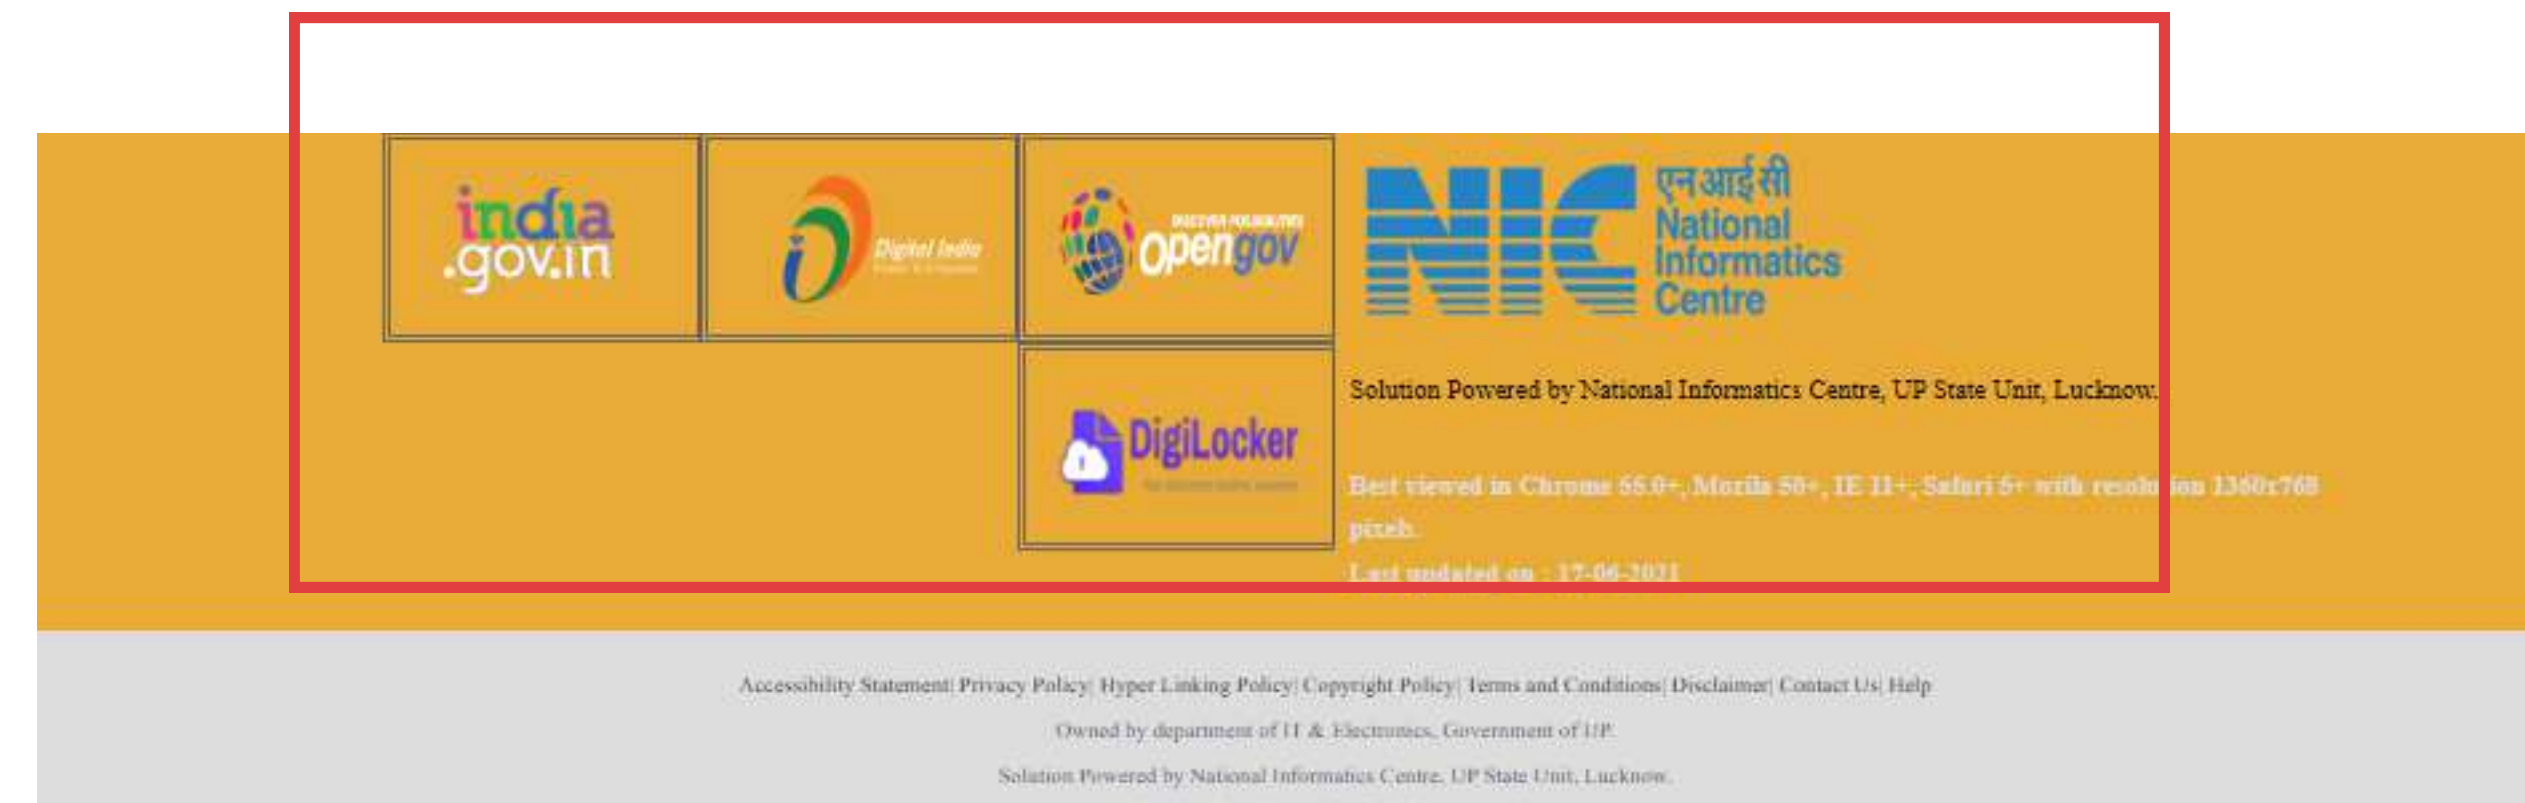 india
.gov.in
Digital India
DISCOVER POSSIBILITIES
opengov
NIC
एन आई सी
National
Informatics
Centre
DigiLocker
Solution Powered by National Informatics Centre, UP State Unit, Lucknow.
Best viewed in Chrome 55.0+, Mozila 50+, IE 11+, Safari 5+ with resolution 1360x768
pixels.
Last updated on : 17-06-2021
Accessibility Statement| Privacy Policy| Hyper Linking Policy| Copyright Policy| Terms and Conditions| Disclaimer| Contact Us| Help
Owned by department of IT & Electronics, Government of UP.
Solution Powered by National Informatics Centre, UP State Unit, Lucknow.